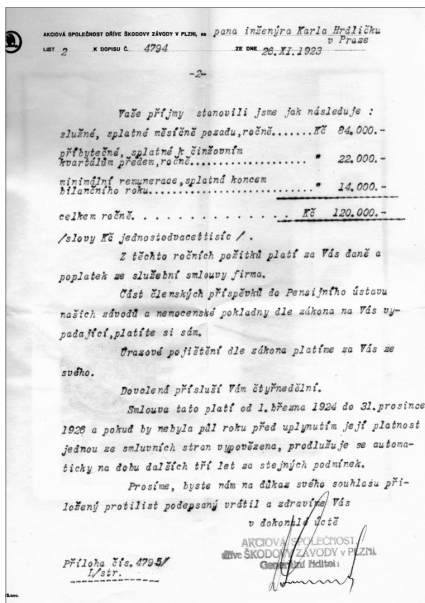 AKCIOVÁ SPOLEČNOST DŘÍVE ŠKODOVY ZÁVODY V PLZNI, na pana inženýra Karla Hrdličku
v Praze
LIST 2 K DOPISU Č. 4794 ZE DNE 26.XI.1923
-2-
Vaše příjmy stanovili jsme jak následuje :
služné, splatné měsíčně pozadu,ročně.......Kč 84.000.-
příbytečné, splatné k činžovním
kvartálům předem,ročně.................. " 22.000.-
minimální remunerace,splatná koncem
bilančního roku......................... " 14.000.-
celkem ročně. . . . . . . . . . . . . . Kč 120.000.-
/slovy Kč jednostodvacettisíc / .
Z těchto ročních požitků platí za Vás daně a
poplatek ze služební smlouvy firma.
Část členských příspěvků do Pensijního ústavu
našich závodů a nemocenské pokladny dle zákona na Vás vy-
padající,platíte si sám.
Úrazové pojištění dle zákona platíme za Vás ze
svého.
Dovolená přísluší Vám čtyřnedělní.
Smlouva tato platí od 1.března 1924 do 31.prosince
1926 a pokud by nebyla půl roku před uplynutím její platnost
jednou ze smluvních stran vypovězena, prodlužuje se automa-
ticky na dobu dalších tří let za stejných podmínek.
Prosíme, byste nám na důkaz svého souhlasu při-
ložený protilist podepsaný vrátil a zdravíme Vás
v dokonalé úctě
AKCIOVÁ SPOLEČNOST
dříve ŠKODOVY ZÁVODY v PLZNI.
Generální ředitel:
Příloha čís.4795/
I/str.